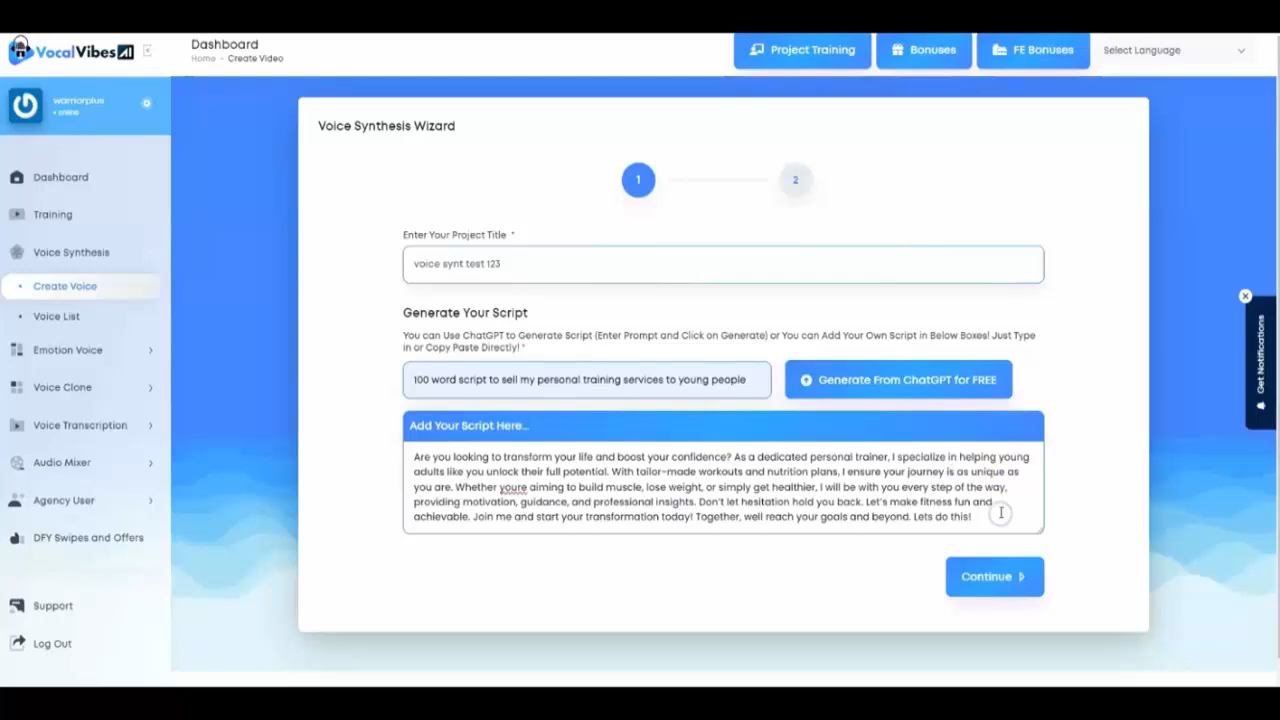 VocalVibes AI
Dashboard
Home - Create Video
Project Training
Bonuses
FE Bonuses
Select Language
warriorplus
online
Dashboard
Training
Voice Synthesis
Create Voice
Voice List
Emotion Voice
Voice Clone
Voice Transcription
Audio Mixer
Agency User
DFY Swipes and Offers
Support
Log Out
Voice Synthesis Wizard
1
2
Enter Your Project Title *
voice synt test 123
Generate Your Script
You can Use ChatGPT to Generate Script (Enter Prompt and Click on Generate) or You can Add Your Own Script in Below Boxes! Just Type
in or Copy Paste Directly! *
100 word script to sell my personal training services to young people
Generate From ChatGPT for FREE
Add Your Script Here...
Are you looking to transform your life and boost your confidence? As a dedicated personal trainer, I specialize in helping young
adults like you unlock their full potential. With tailor-made workouts and nutrition plans, I ensure your journey is as unique as
you are. Whether youre aiming to build muscle, lose weight, or simply get healthier, I will be with you every step of the way,
providing motivation, guidance, and professional insights. Don't let hesitation hold you back. Let's make fitness fun and
achievable. Join me and start your transformation today! Together, well reach your goals and beyond. Lets do this!
Continue
Get Notifications